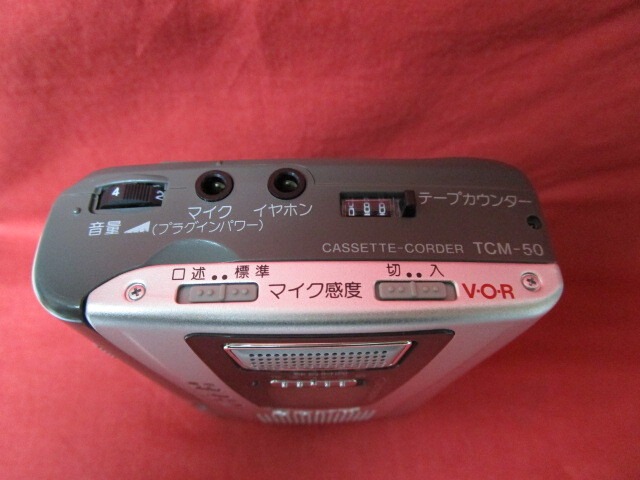 4 2
マイク イヤホン
テープカウンター
音量 (プラグインパワー)
CASSETTE-CORDER TCM-50
口述 •• 標準 マイク感度 切 •• 入 V•O•R